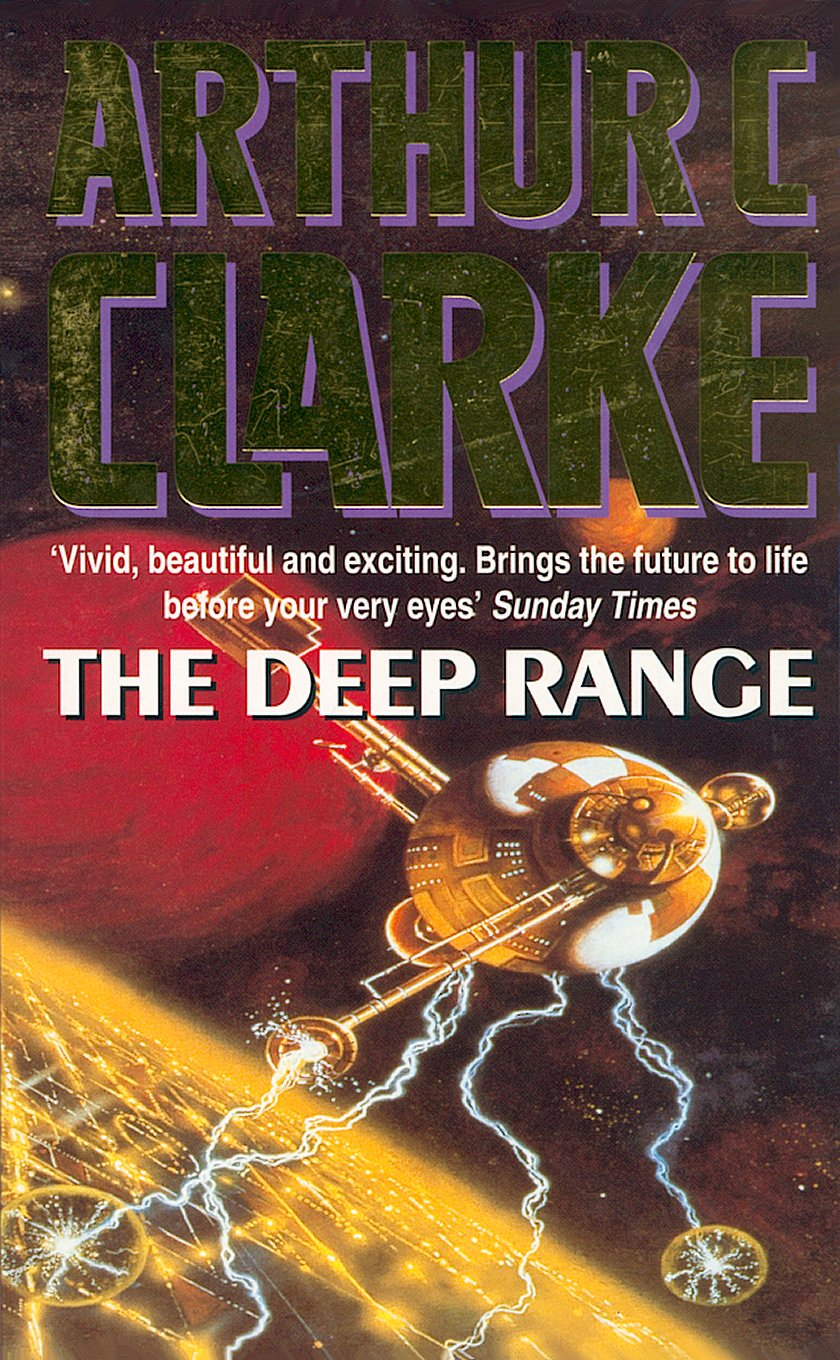 ARTHUR C
CLARKE
‘Vivid, beautiful and exciting. Brings the future to life
before your very eyes’ Sunday Times
THE DEEP RANGE